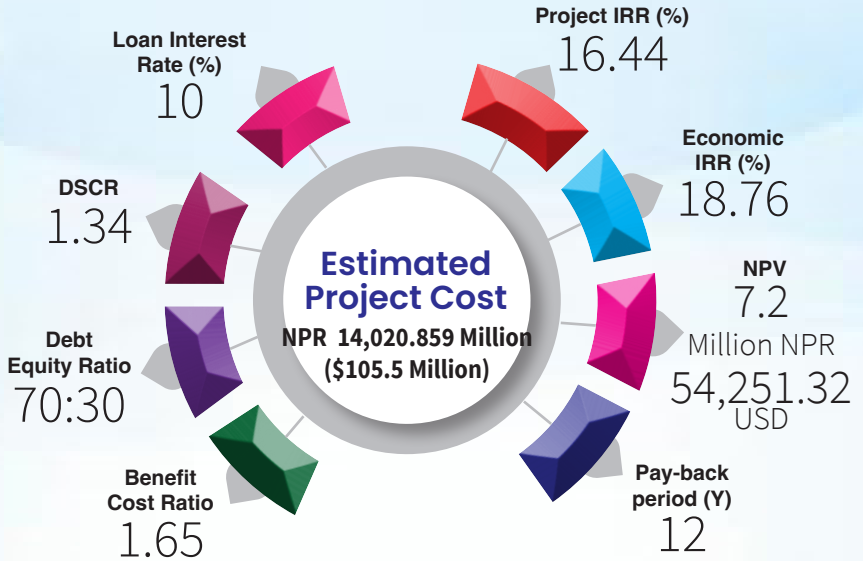 Project IRR (%)
16.44
Loan Interest
Rate (%)
10
Economic
IRR (%)
18.76
DSCR
1.34
Estimated
Project Cost
NPR 14,020.859 Million
($105.5 Million)
NPV
7.2
Million NPR
54,251.32
USD
Debt
Equity Ratio
70:30
Benefit
Cost Ratio
1.65
Pay-back
period (Y)
12